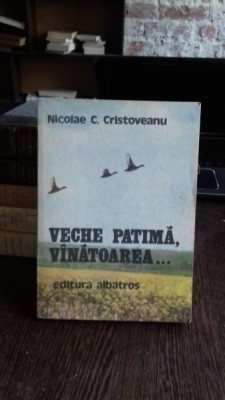 Nicolae C. Cristoveanu
VECHE PATIMĂ,
VÎNĂTOAREA...
editura albatros